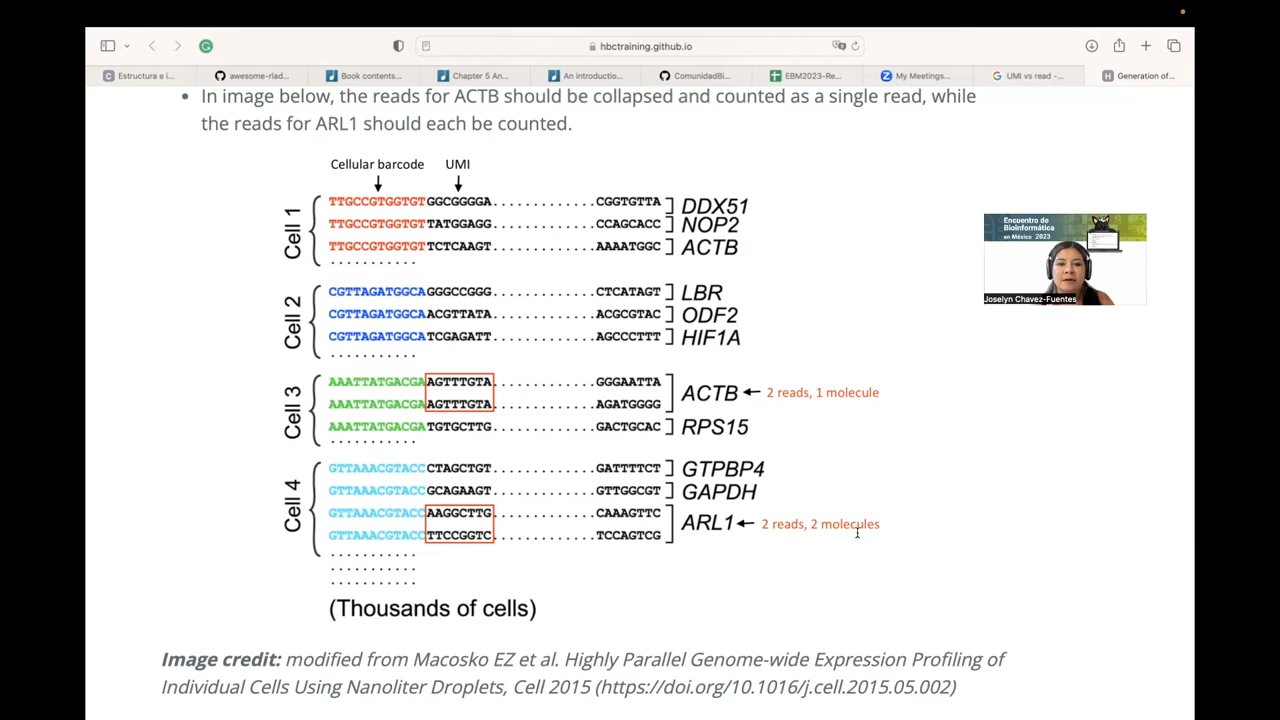 hbctraining.github.io
Estructura e i... awesome-rlad... Book contents... Chapter 5 An... An introductio... ComunidadBi... EBM2023-Re... My Meetings... UMI vs read -... Generation of...
• In image below, the reads for ACTB should be collapsed and counted as a single read, while
the reads for ARL1 should each be counted.
Cellular barcode UMI
Cell 1
TTGCCGTGGTGTGGCGGGGA.............CGGTGTTA DDX51
TTGCCGTGGTGTTATGGAGG.............CCAGCACC NOP2
TTGCCGTGGTGTTCTCAAGT.............AAAATGGC ACTB
...........
Cell 2
CGTTAGATGGCAGGGCCGGG.............CTCATAGT LBR
CGTTAGATGGCAACGTTATA.............ACGCGTAC ODF2
CGTTAGATGGCATCGAGATT.............AGCCCTTT HIF1A
...........
Cell 3
AAATTATGACGAAGTTTGTA.............GGGAATTA
AAATTATGACGAAGTTTGTA.............AGATGGGG
ACTB 2 reads, 1 molecule
AAATTATGACGATGTGCTTG.............GACTGCAC RPS15
...........
Cell 4
GTTAAACGTACCCTAGCTGT.............GATTTTCT GTPBP4
GTTAAACGTACCGCAGAAGT.............GTTGGCGT GAPDH
GTTAAACGTACCAAGGCTTG.............CAAAGTTC
GTTAAACGTACCTTCCGGTC.............TCCAGTCG
ARL1 2 reads, 2 molecules
...........
...........
...........
(Thousands of cells)
Image credit: modified from Macosko EZ et al. Highly Parallel Genome-wide Expression Profiling of
Individual Cells Using Nanoliter Droplets, Cell 2015 (https://doi.org/10.1016/j.cell.2015.05.002)
Encuentro de
Bioinformática
en México 2023
Joselyn Chavez-Fuentes